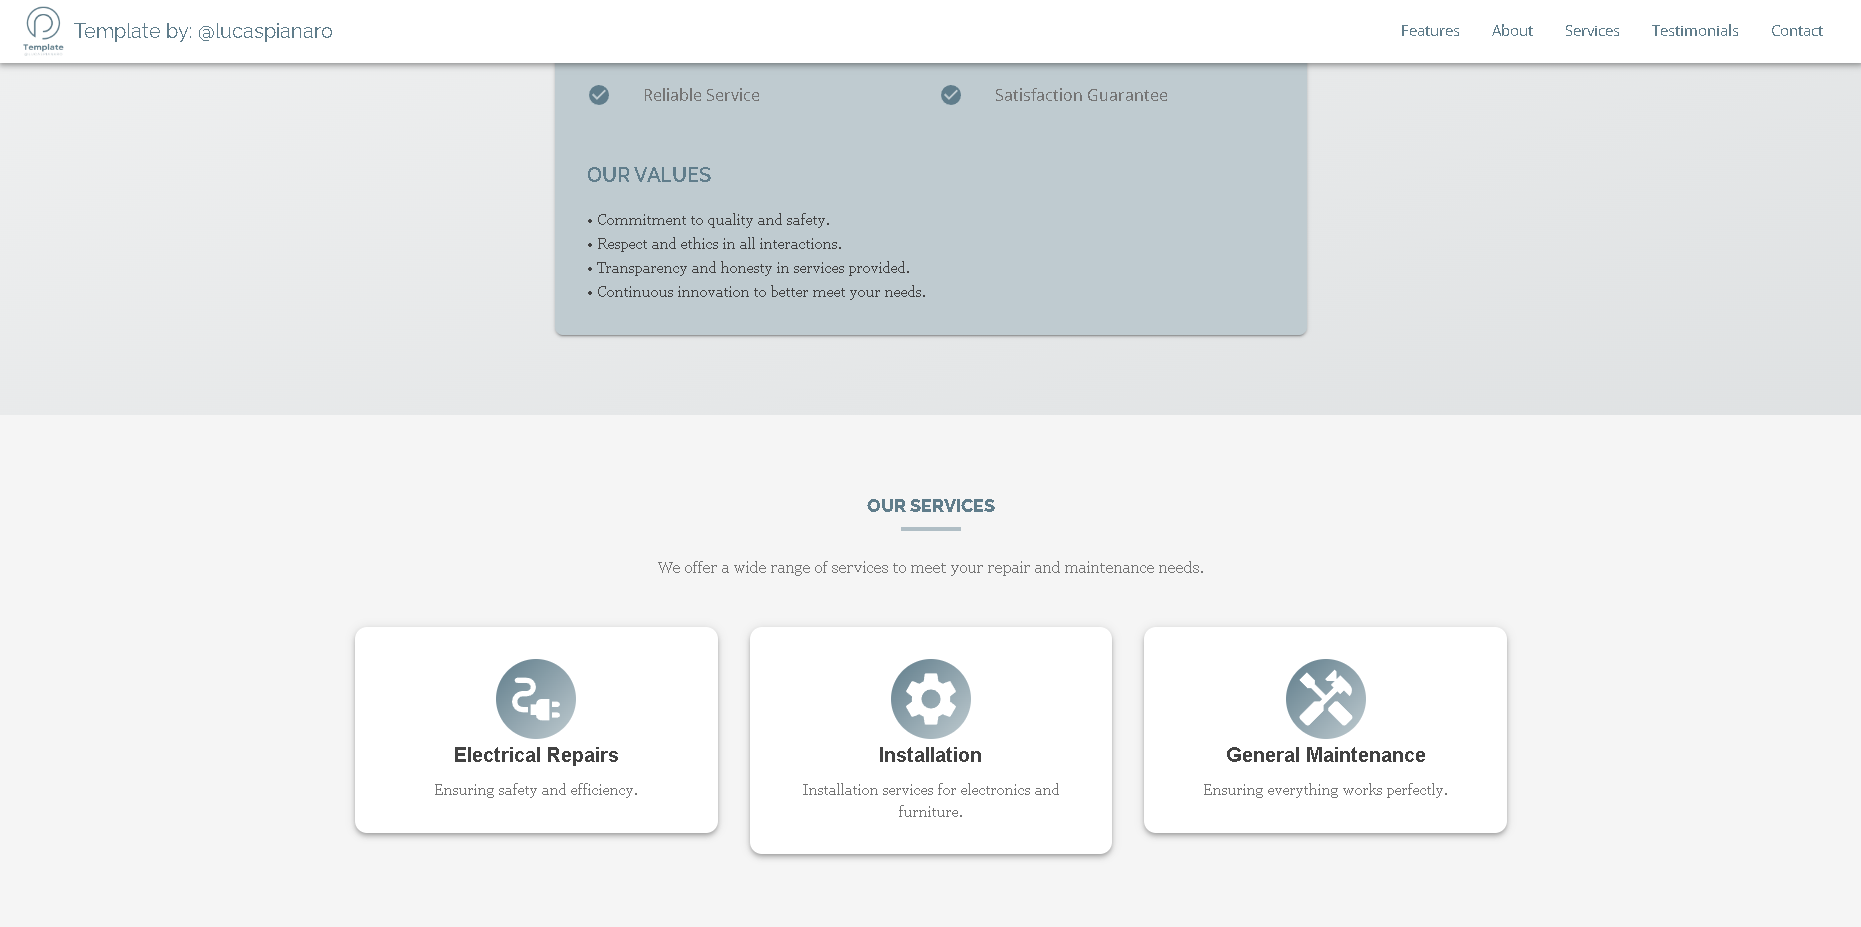 Template
Template by: @lucaspianaro
Features
About
Services
Testimonials
Contact
Reliable Service
Satisfaction Guarantee
OUR VALUES
• Commitment to quality and safety.
• Respect and ethics in all interactions.
• Transparency and honesty in services provided.
• Continuous innovation to better meet your needs.
OUR SERVICES
We offer a wide range of services to meet your repair and maintenance needs.
Electrical Repairs
Ensuring safety and efficiency.
Installation
Installation services for electronics and
furniture.
General Maintenance
Ensuring everything works perfectly.